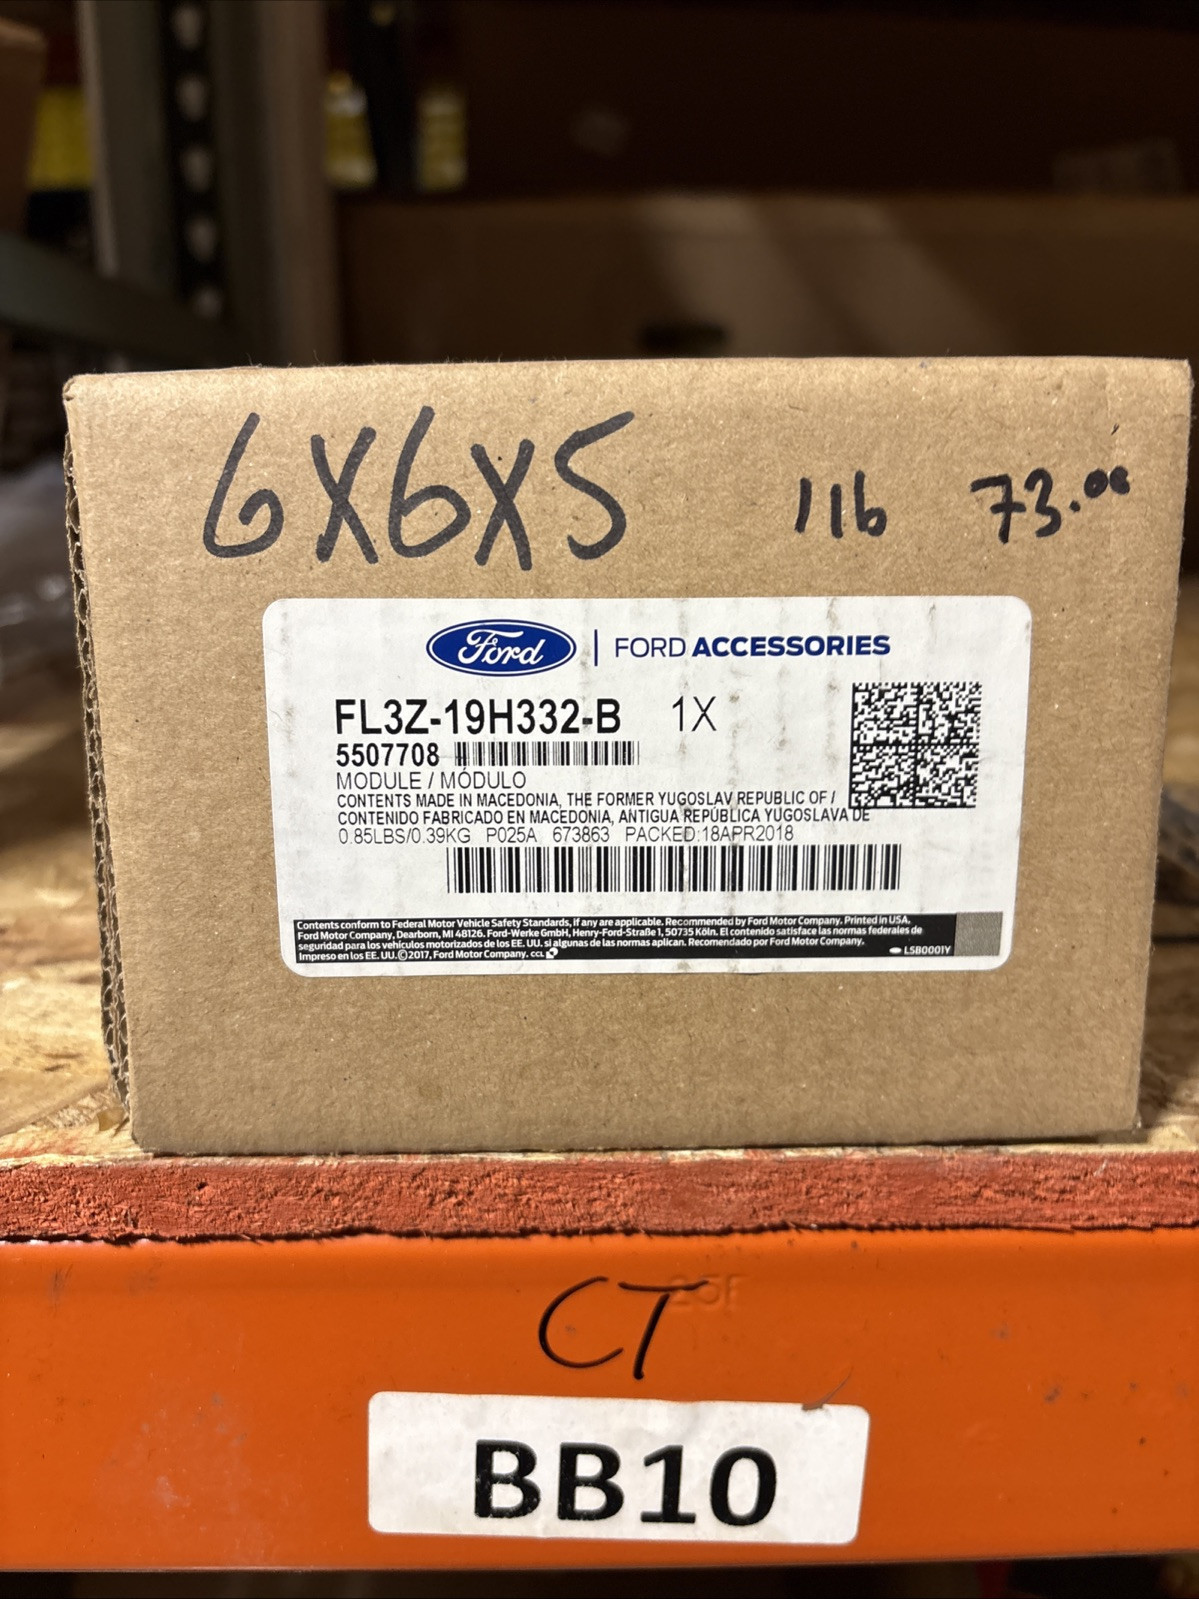 6X6X5 1lb 73.00
Ford | FORD ACCESSORIES
FL3Z-19H332-B 1X
5507708
MODULE / MÓDULO
CONTENTS MADE IN MACEDONIA, THE FORMER YUGOSLAV REPUBLIC OF /
CONTENIDO FABRICADO EN MACEDONIA, ANTIGUA REPÚBLICA YUGOSLAVA DE
0.85LBS/0.39KG P025A 673863 PACKED:18APR2018
Contents conform to Federal Motor Vehicle Safety Standards, if any are applicable. Recommended by Ford Motor Company. Printed in USA.
Ford Motor Company, Dearborn, MI 48126. Ford-Werke GmbH, Henry-Ford-Straße 1, 50735 Köln. El contenido satisface las normas federales de
seguridad para los vehículos motorizados de los EE. UU. si algunas de las normas aplican. Recomendado por Ford Motor Company.
Impreso en los EE. UU. ©2017, Ford Motor Company. CCL LSB0001Y
CT
BB10